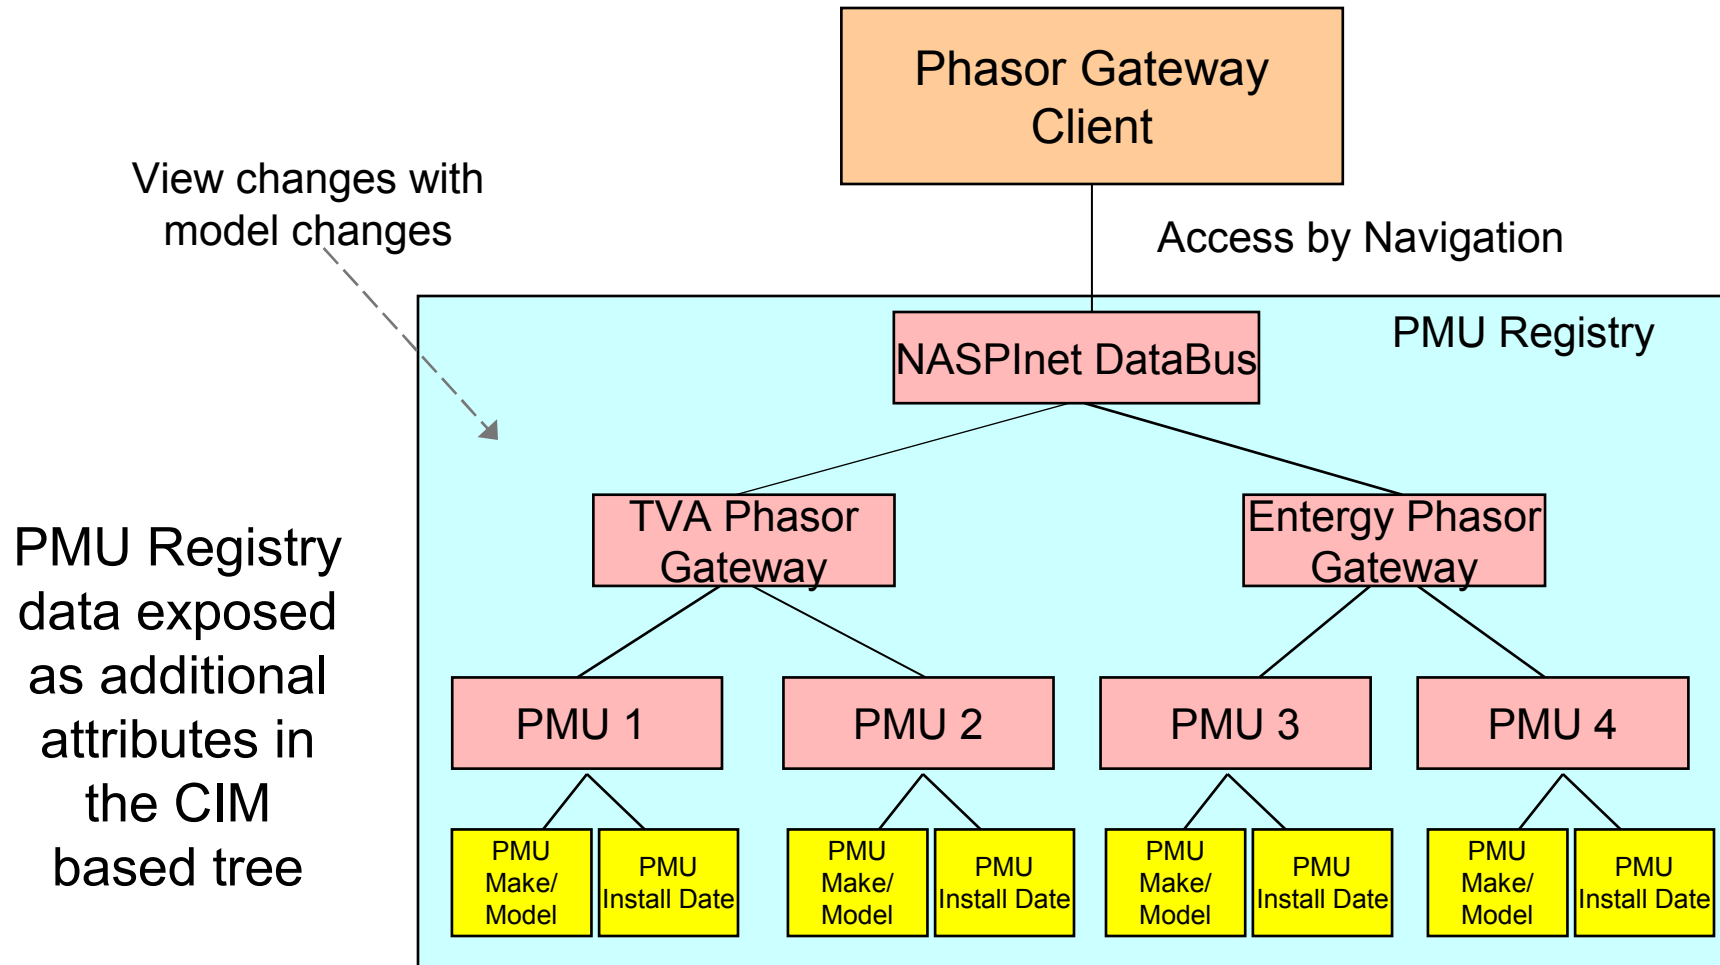 Phasor Gateway
Client
View changes with
model changes
Access by Navigation
PMU Registry
NASPInet DataBus
TVA Phasor
Gateway
Entergy Phasor
Gateway
PMU Registry
data exposed
as additional
attributes in
the CIM
based tree
PMU 1
PMU 2
PMU 3
PMU 4
PMU
Make/
Model
PMU
Install Date
PMU
Make/
Model
PMU
Install Date
PMU
Make/
Model
PMU
Install Date
PMU
Make/
Model
PMU
Install Date